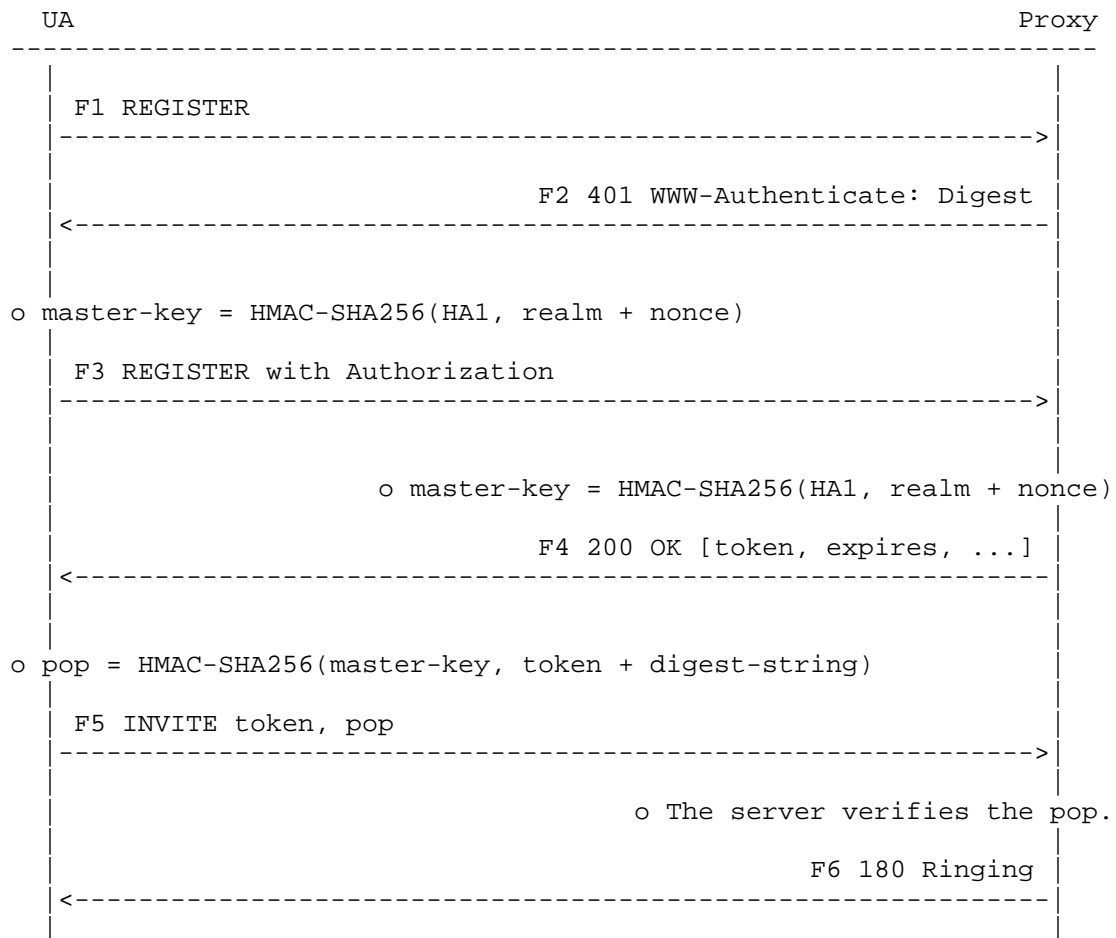 UA Proxy
F1 REGISTER
F2 401 WWW-Authenticate: Digest
o master-key = HMAC-SHA256(HA1, realm + nonce)
F3 REGISTER with Authorization
o master-key = HMAC-SHA256(HA1, realm + nonce)
F4 200 OK [token, expires, ...]
o pop = HMAC-SHA256(master-key, token + digest-string)
F5 INVITE token, pop
o The server verifies the pop.
F6 180 Ringing